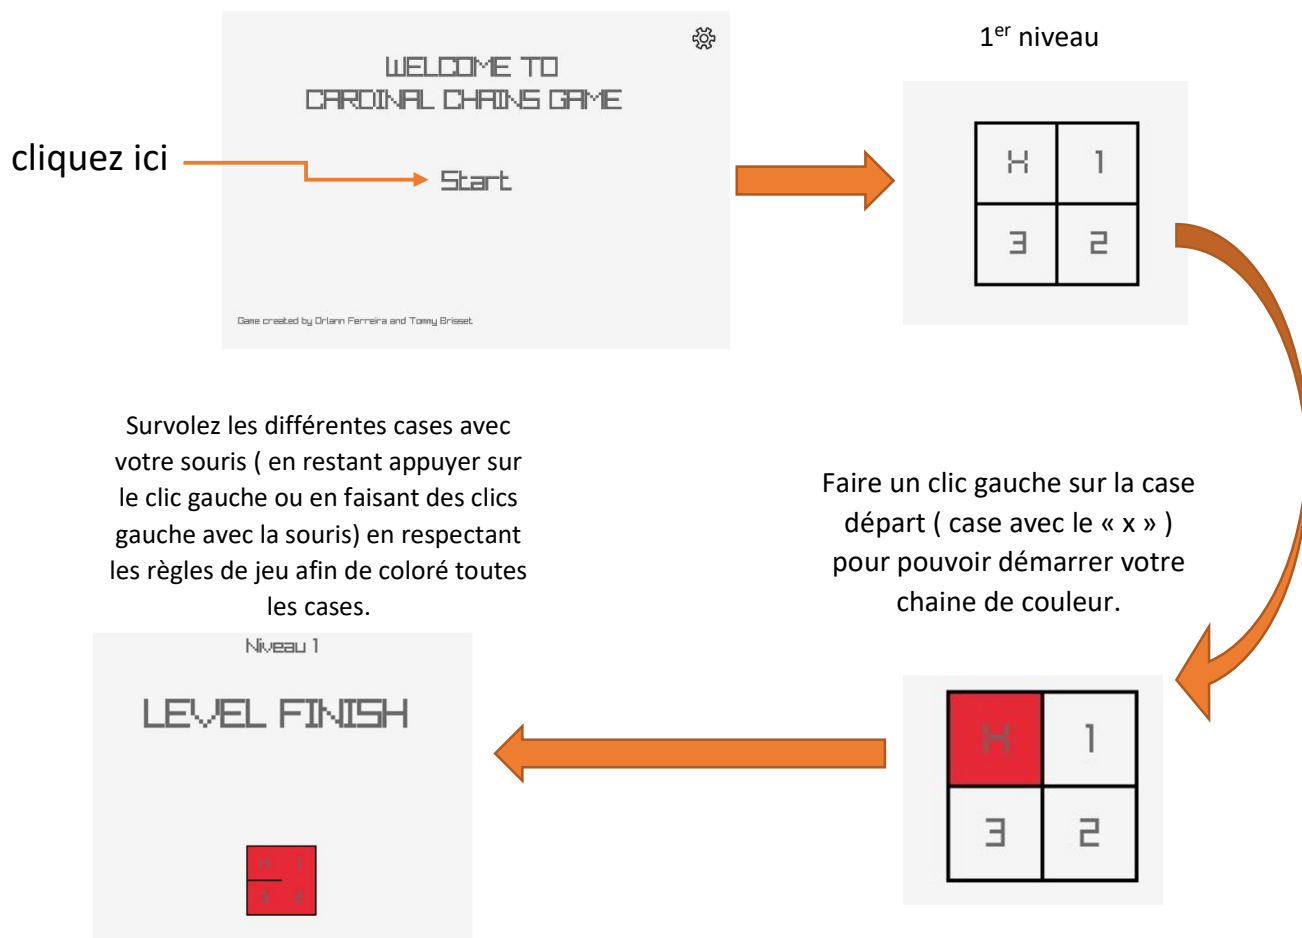 cliquez ici
WELCOME TO
CARDINAL CHAINS GAME
Start
Game created by Orlann Ferreira and Tommy Brisset
1er niveau
X 1
3 2
Faire un clic gauche sur la case
départ ( case avec le « x » )
pour pouvoir démarrer votre
chaine de couleur.
X 1
3 2
Survolez les différentes cases avec
votre souris ( en restant appuyer sur
le clic gauche ou en faisant des clics
gauche avec la souris) en respectant
les règles de jeu afin de coloré toutes
les cases.
Niveau 1
LEVEL FINISH
X 1
3 2